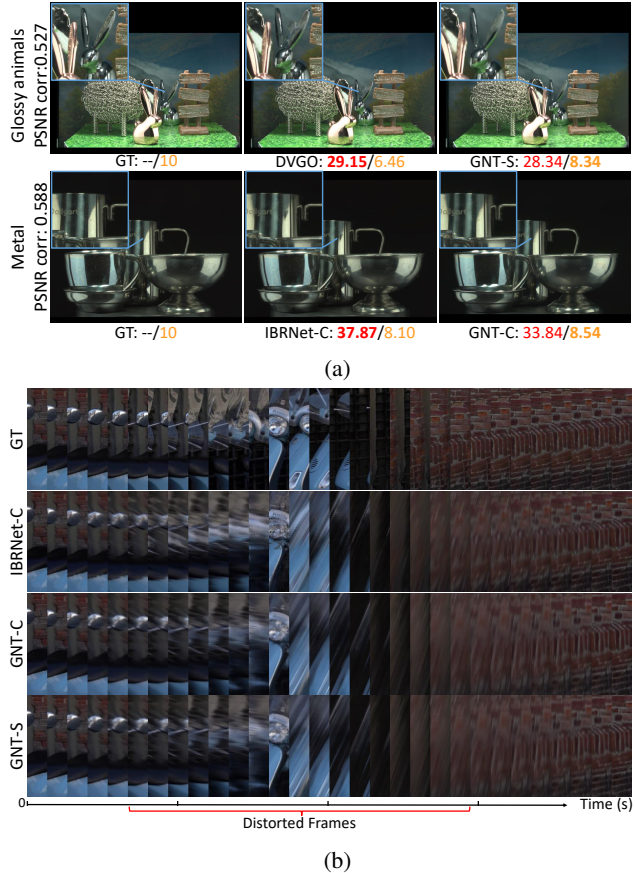 Glossy animals
PSNR corr:0.527
GT: --/10
DVGO: 29.15/6.46
GNT-S: 28.34/8.34
Metal
PSNR corr: 0.588
GT: --/10
IBRNet-C: 37.87/8.10
GNT-C: 33.84/8.54
(a)
GT
IBRNet-C
GNT-C
GNT-S
0
Time (s)
Distorted Frames
(b)